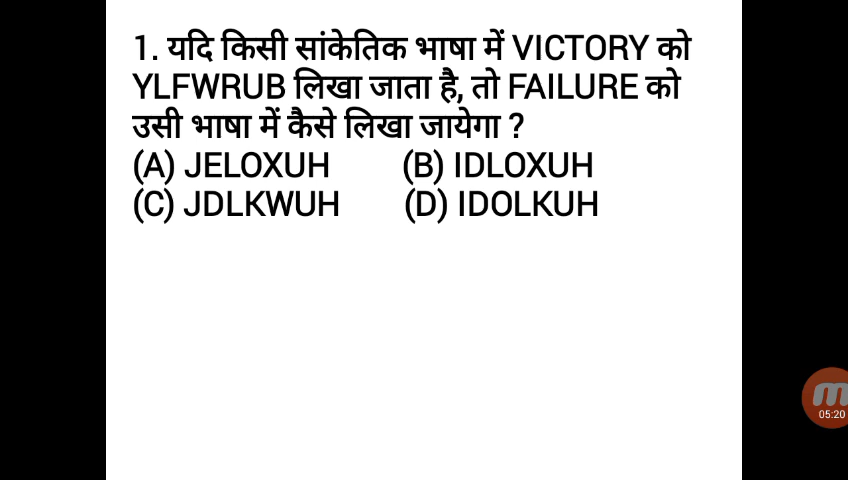 1. यदि किसी सांकेतिक भाषा में VICTORY को
YLFWRUB लिखा जाता है, तो FAILURE को
उसी भाषा में कैसे लिखा जायेगा ?
(A) JELOXUH (B) IDLOXUH
(C) JDLKWUH (D) IDOLKUH
05:20